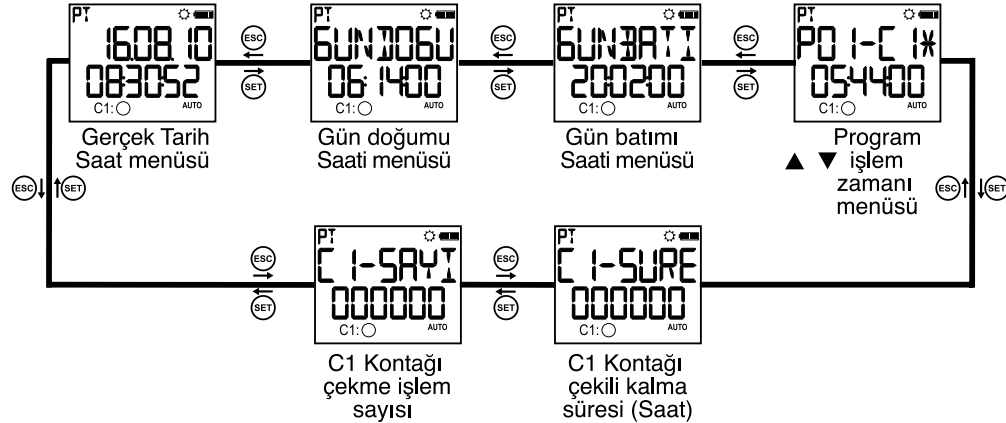 PT
16.08.10
08:30:52
C1:
AUTO
Gerçek Tarih
Saat menüsü
ESC
SET
PT
GUNDOGU
06:14:00
C1:
AUTO
Gün doğumu
Saati menüsü
ESC
SET
PT
GUNBATI
20:02:00
C1:
AUTO
Gün batımı
Saati menüsü
ESC
SET
PT
P01-C1*
05:44:00
C1:
AUTO
Program
▲ ▼ işlem
zamanı
menüsü
ESC SET
ESC SET
ESC
SET
PT
C1-SAYI
000000
C1:
AUTO
C1 Kontağı
çekme işlem
sayısı
ESC
SET
PT
C1-SURE
000000
C1:
AUTO
C1 Kontağı
çekili kalma
süresi (Saat)